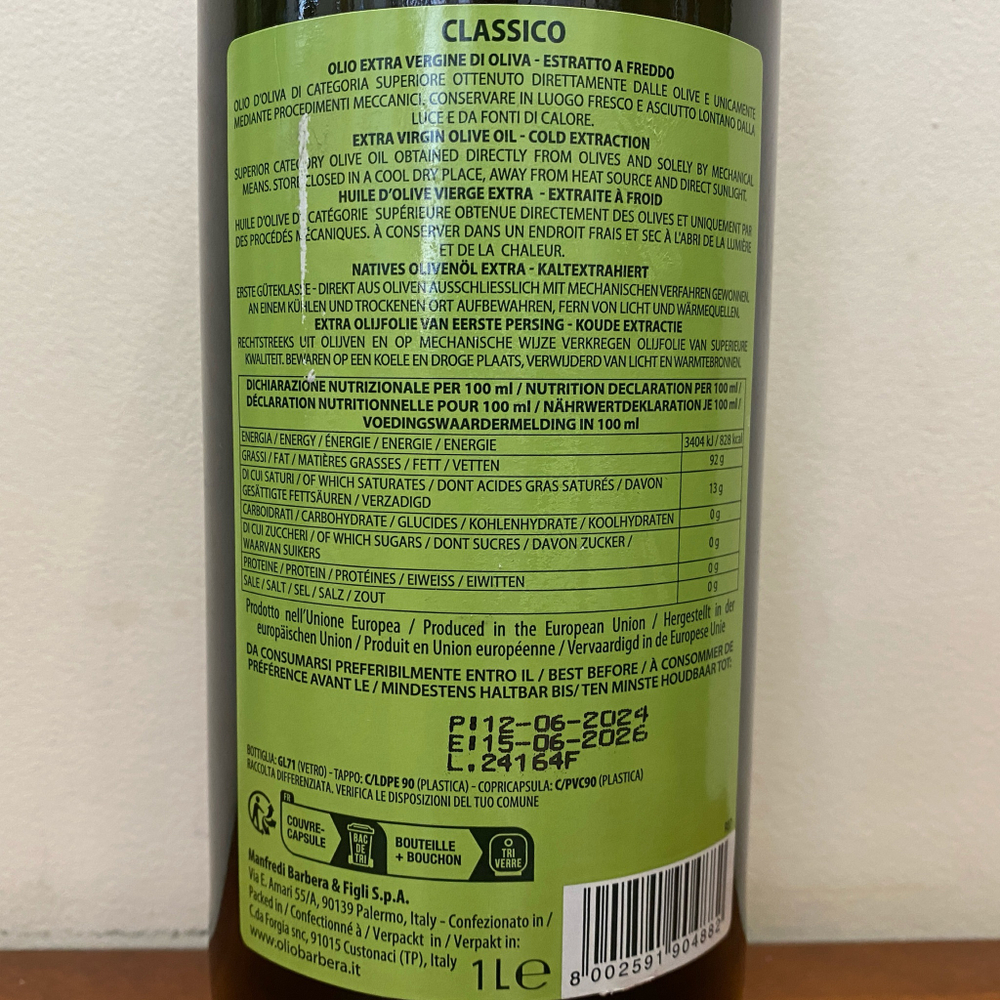 CLASSICO
OLIO EXTRA VERGINE DI OLIVA - ESTRATTO A FREDDO
OLIO D'OLIVA DI CATEGORIA SUPERIORE OTTENUTO DIRETTAMENTE DALLE OLIVE E UNICAMENTE
MEDIANTE PROCEDIMENTI MECCANICI. CONSERVARE IN LUOGO FRESCO E ASCIUTTO LONTANO DALLA
LUCE E DA FONTI DI CALORE.
EXTRA VIRGIN OLIVE OIL - COLD EXTRACTION
SUPERIOR CATEGORY OLIVE OIL OBTAINED DIRECTLY FROM OLIVES AND SOLELY BY MECHANICAL
MEANS. STORE CLOSED IN A COOL DRY PLACE, AWAY FROM HEAT SOURCE AND DIRECT SUNLIGHT.
HUILE D'OLIVE VIERGE EXTRA - EXTRAITE À FROID
HUILE D'OLIVE DE CATÉGORIE SUPÉRIEURE OBTENUE DIRECTEMENT DES OLIVES ET UNIQUEMENT PAR
DES PROCÉDÉS MÉCANIQUES. À CONSERVER DANS UN ENDROIT FRAIS ET SEC À L'ABRI DE LA LUMIÈRE
ET DE LA CHALEUR.
NATIVES OLIVENÖL EXTRA - KALTEXTRAHIERT
ERSTE GÜTEKLASSE - DIREKT AUS OLIVEN AUSSCHLIESSLICH MIT MECHANISCHEN VERFAHREN GEWONNEN.
AN EINEM KÜHLEN UND TROCKENEN ORT AUFBEWAHREN, FERN VON LICHT UND WÄRMEQUELLEN.
EXTRA OLIJFOLIE VAN EERSTE PERSING - KOUDE EXTRACTIE
RECHTSTREEKS UIT OLIJVEN EN OP MECHANiSCHE WIJZE VERKREGEN OLIJFOLIE VAN SUPERIEURE
KWALITEIT. BEWAREN OP EEN KOELE EN DROGE PLAATS, VERWIJDERD VAN LICHT EN WARMTEBRONNEN.
DICHIARAZIONE NUTRIZIONALE PER 100 ml / NUTRITION DECLARATION PER 100 ml /
DÉCLARATION NUTRITIONNELLE POUR 100 ml / NÄHRWERTDEKLARATION JE 100 ml /
VOEDINGSWAARDERMELDING IN 100 ml
ENERGIA / ENERGY / ÉNERGIE / ENERGIE / ENERGIE 3404 kJ / 828 kcal
GRASSI / FAT / MATIÈRES GRASSES / FETT / VETTEN 92 g
DI CUI SATURI / OF WHICH SATURATES / DONT ACIDES GRAS SATURÉS / DAVON
GESÄTTIGTE FETTSÄUREN / VERZADIGD 13 g
CARBOIDRATI / CARBOHYDRATE / GLUCIDES / KOHLENHYDRATE / KOOLHYDRATEN 0 g
DI CUI ZUCCHERI / OF WHICH SUGARS / DONT SUCRES / DAVON ZUCKER /
WAARVAN SUIKERS 0 g
PROTEINE / PROTEIN / PROTÉINES / EIWEISS / EIWITTEN 0 g
SALE / SALT / SEL / SALZ / ZOUT 0 g
Prodotto nell'Unione Europea / Produced in the European Union / Hergestellt in der
europäischen Union / Produit en Union européenne / Vervaardigd in de Europese Unie
DA CONSUMARSI PREFERIBILMENTE ENTRO IL / BEST BEFORE / À CONSOMMER DE
PRÉFÉRENCE AVANT LE / MINDESTENS HALTBAR BIS/ TEN MINSTE HOUDBAAR TOT:
P:12-06-2024
E:15-06-2026
L.24164F
BOTTIGLIA: GL71 (VETRO) - TAPPO: C/LDPE 90 (PLASTICA) - COPRICAPSULA: C/PVC90 (PLASTICA)
RACCOLTA DIFFERENZIATA. VERIFICA LE DISPOSIZIONI DEL TUO COMUNE
FR
COUVRE-
CAPSULE
BAC
DE
TRI
BOUTEILLE
+ BOUCHON
TRI
VERRE
Manfredi Barbera & Figli S.p.A.
Via E. Amari 55/A, 90139 Palermo, Italy - Confezionato in /
Packed in / Confectionné à / Verpackt in / Verpakt in:
C.da Forgia snc, 91015 Custonaci (TP), Italy
www.oliobarbera.it
1L e
8 002591 904882